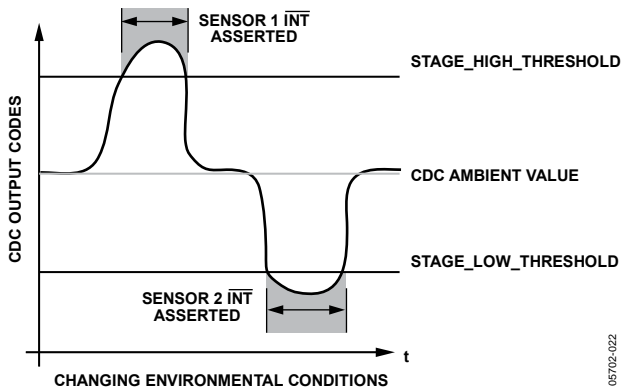 SENSOR 1 INT
ASSERTED
STAGE_HIGH_THRESHOLD
CDC OUTPUT CODES
CDC AMBIENT VALUE
STAGE_LOW_THRESHOLD
SENSOR 2 INT
ASSERTED
t
CHANGING ENVIRONMENTAL CONDITIONS
05702-022